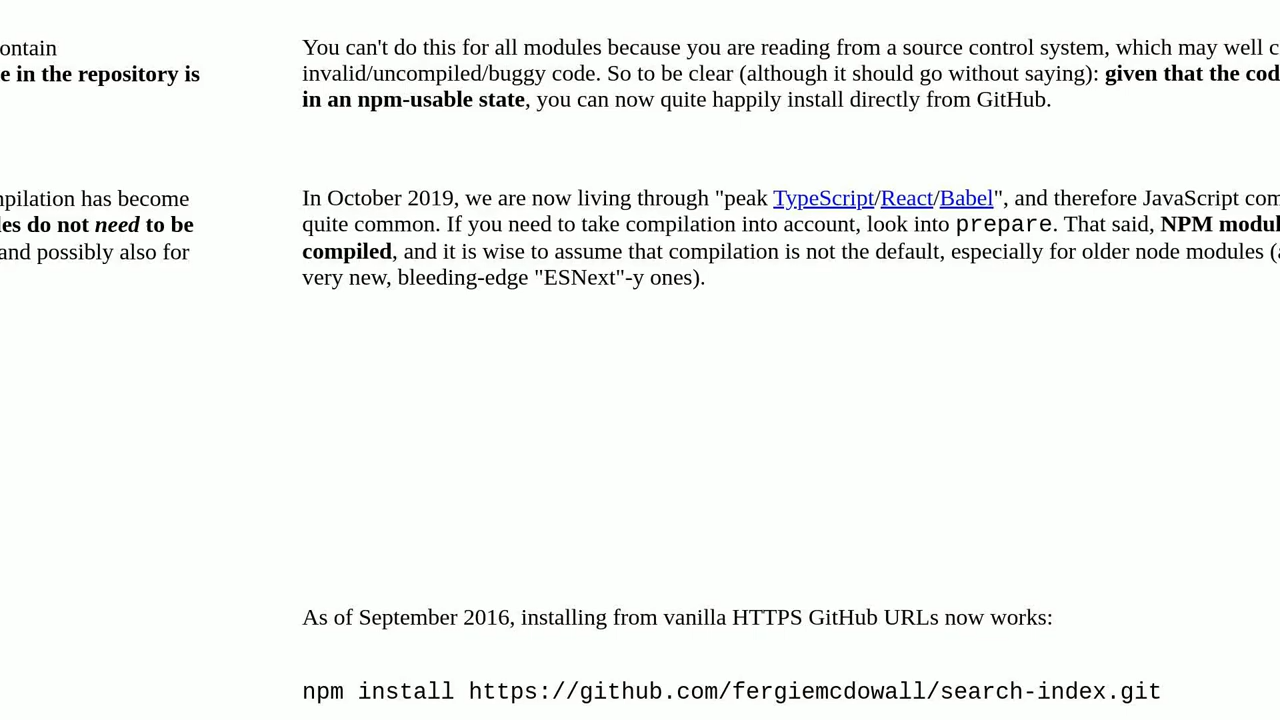 ontain
e in the repository is
You can't do this for all modules because you are reading from a source control system, which may well c
invalid/uncompiled/buggy code. So to be clear (although it should go without saying): given that the cod
in an npm-usable state, you can now quite happily install directly from GitHub.
npilation has become
les do not need to be
and possibly also for
In October 2019, we are now living through "peak TypeScript/React/Babel", and therefore JavaScript com
quite common. If you need to take compilation into account, look into prepare. That said, NPM modul
compiled, and it is wise to assume that compilation is not the default, especially for older node modules (a
very new, bleeding-edge "ESNext"-y ones).
As of September 2016, installing from vanilla HTTPS GitHub URLs now works:
npm install https://github.com/fergiemcdowall/search-index.git